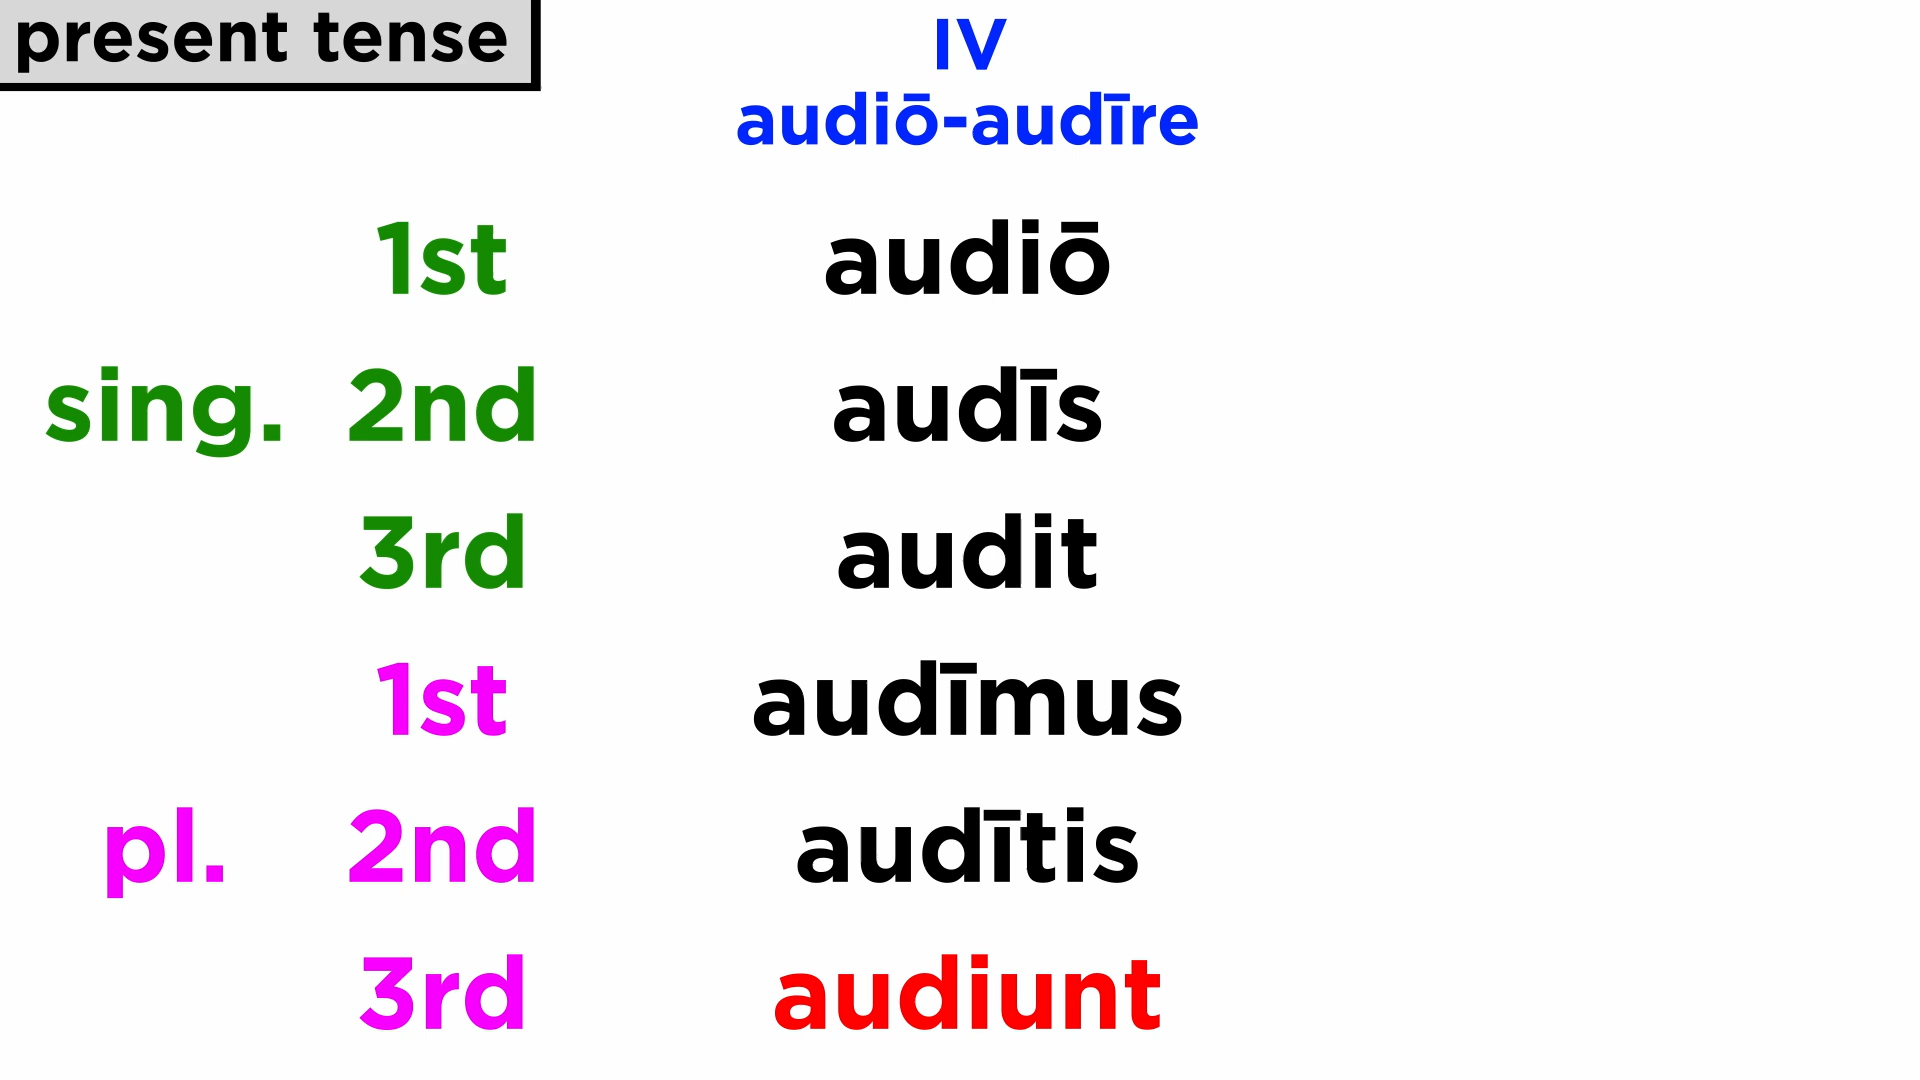 present tense
IV
audiō-audīre
1st audiō
sing. 2nd audīs
3rd audit
1st audīmus
pl. 2nd audītis
3rd audiunt